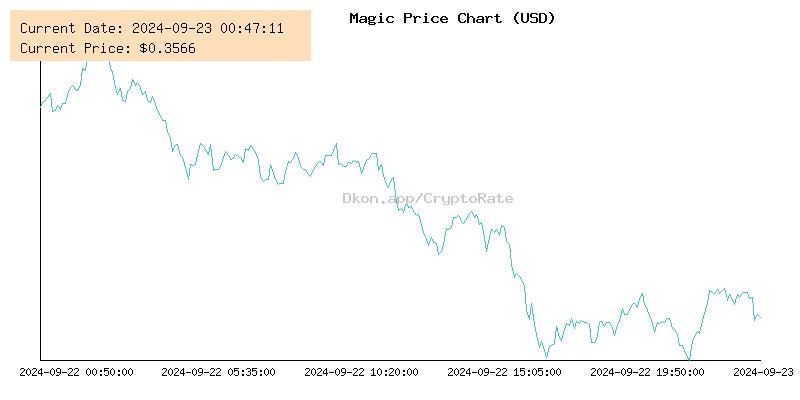 Magic Price Chart (USD)
Current Date: 2024-09-23 00:47:11
Current Price: $0.3566
Dkon.app/CryptoRate
2024-09-22 00:50:00 2024-09-22 05:35:00 2024-09-22 10:20:00 2024-09-22 15:05:00 2024-09-22 19:50:00 2024-09-23